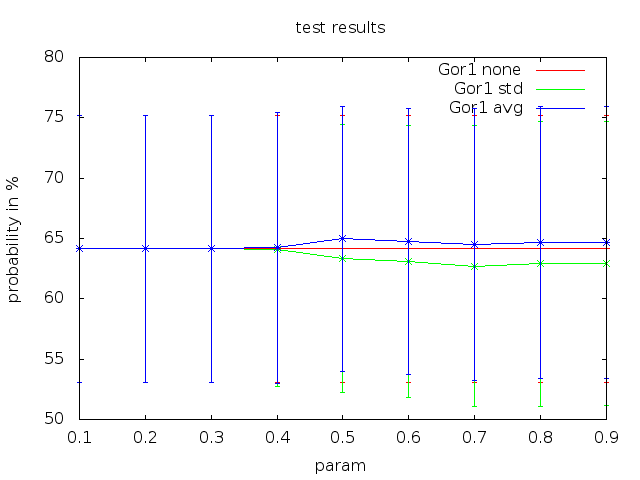 test results
80
75
70
65
60
55
50
probability in %
Gor1 none
Gor1 std
Gor1 avg
0.1 0.2 0.3 0.4 0.5 0.6 0.7 0.8 0.9
param